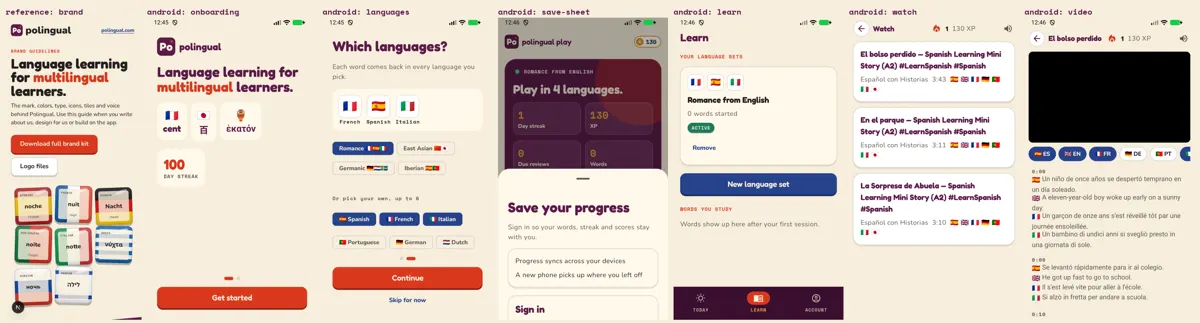 reference: brand
Po polingual
polingual.com
BRAND GUIDELINES
Language learning
for multilingual
learners.
The mark, colors, type, icons, tiles and voice
behind Polingual. Use this guide when you write
about us, design for us or build on the app.
Download full brand kit
Logo files
noche
nuit
Nacht
noite
notte
νύχτα
ночь
לילה
N
android: onboarding
12:45
Po polingual
Language learning for
multilingual learners.
cent
百
ἑκατόν
100
DAY STREAK
Get started
android: languages
12:45
Which languages?
Each word comes back in every language you
pick.
French Spanish Italian
Romance
East Asian
Germanic
Iberian
Or pick your own, up to 8
Spanish
French
Italian
Portuguese
German
Dutch
Continue
Skip for now
android: save-sheet
12:46
Po polingual play
130
ROMANCE FROM ENGLISH
Play in 4 languages.
1
Day streak
130
XP
0
Due reviews
0
Words
Save your progress
Sign in so your words, streak and scores stay
with you.
Progress syncs across your devices
A new phone picks up where you left off
Sign in
android: learn
12:46
Learn
YOUR LANGUAGE SETS
Romance from English
0 words started
ACTIVE
Remove
New language set
WORDS YOU STUDY
Words show up here after your first session.
TODAY
LEARN
ACCOUNT
android: watch
12:46
Watch
1 130 XP
El bolso perdido – Spanish Learning Mini
Story (A2) #LearnSpanish #Spanish
Español con Historias 3:43
En el parque – Spanish Learning Mini
Story (A2) #LearnSpanish #Spanish
Español con Historias 3:11
La Sorpresa de Abuela – Spanish
Learning Mini Story (A2) #LearnSpanish
#Spanish
Español con Historias 3:10
android: video
12:46
El bolso perdido
1 130 XP
ES
EN
FR
DE
PT
0:00
Un niño de once años se despertó temprano en
un día soleado.
A eleven-year-old boy woke up early on a sunny
day.
Un garçon de onze ans s'est réveillé tôt par une
journée ensoleillée.
Un bambino di undici anni si svegliò presto in
una giornata di sole.
0:06
Se levantó rápidamente para ir al colegio.
He got up fast to go to school.
Il s'est levé vite pour aller à l'école.
Si alzò in fretta per andare a scuola.
0:10